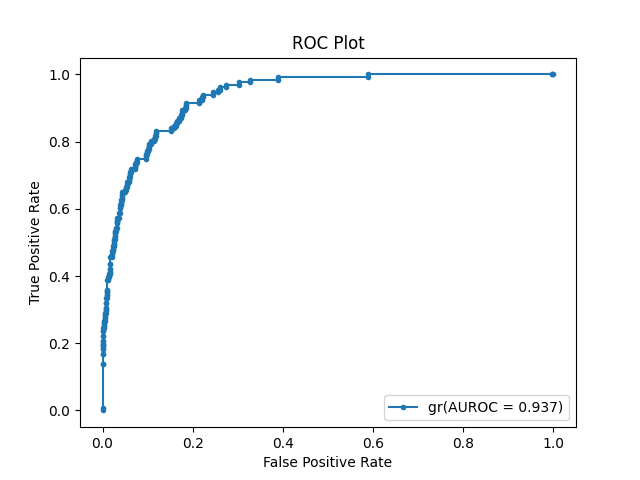 ROC Plot
True Positive Rate
1.0
0.8
0.6
0.4
0.2
0.0
gr(AUROC = 0.937)
0.0 0.2 0.4 0.6 0.8 1.0
False Positive Rate